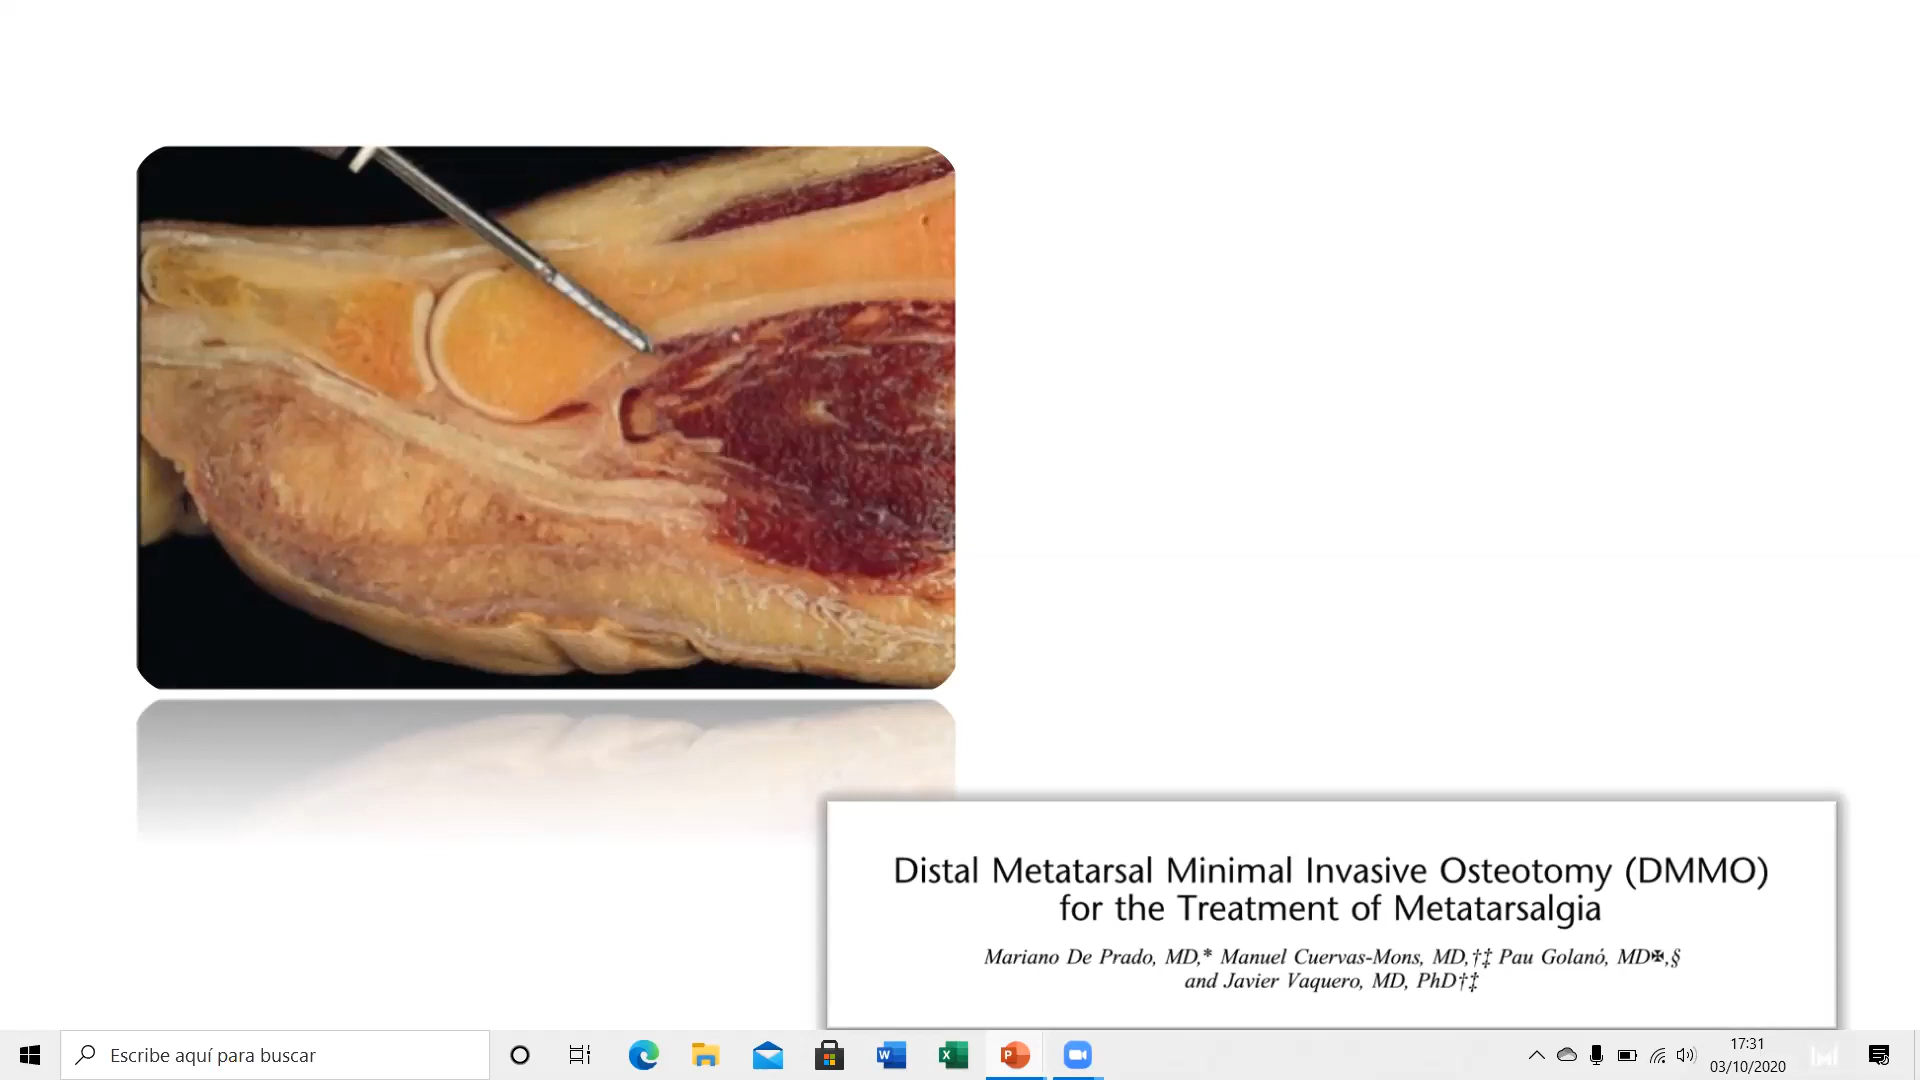 Distal Metatarsal Minimal Invasive Osteotomy (DMMO)
for the Treatment of Metatarsalgia
Mariano De Prado, MD,* Manuel Cuervas-Mons, MD,†‡ Pau Golanó, MD✠,§
and Javier Vaquero, MD, PhD†‡
Escribe aquí para buscar
17:31
03/10/2020